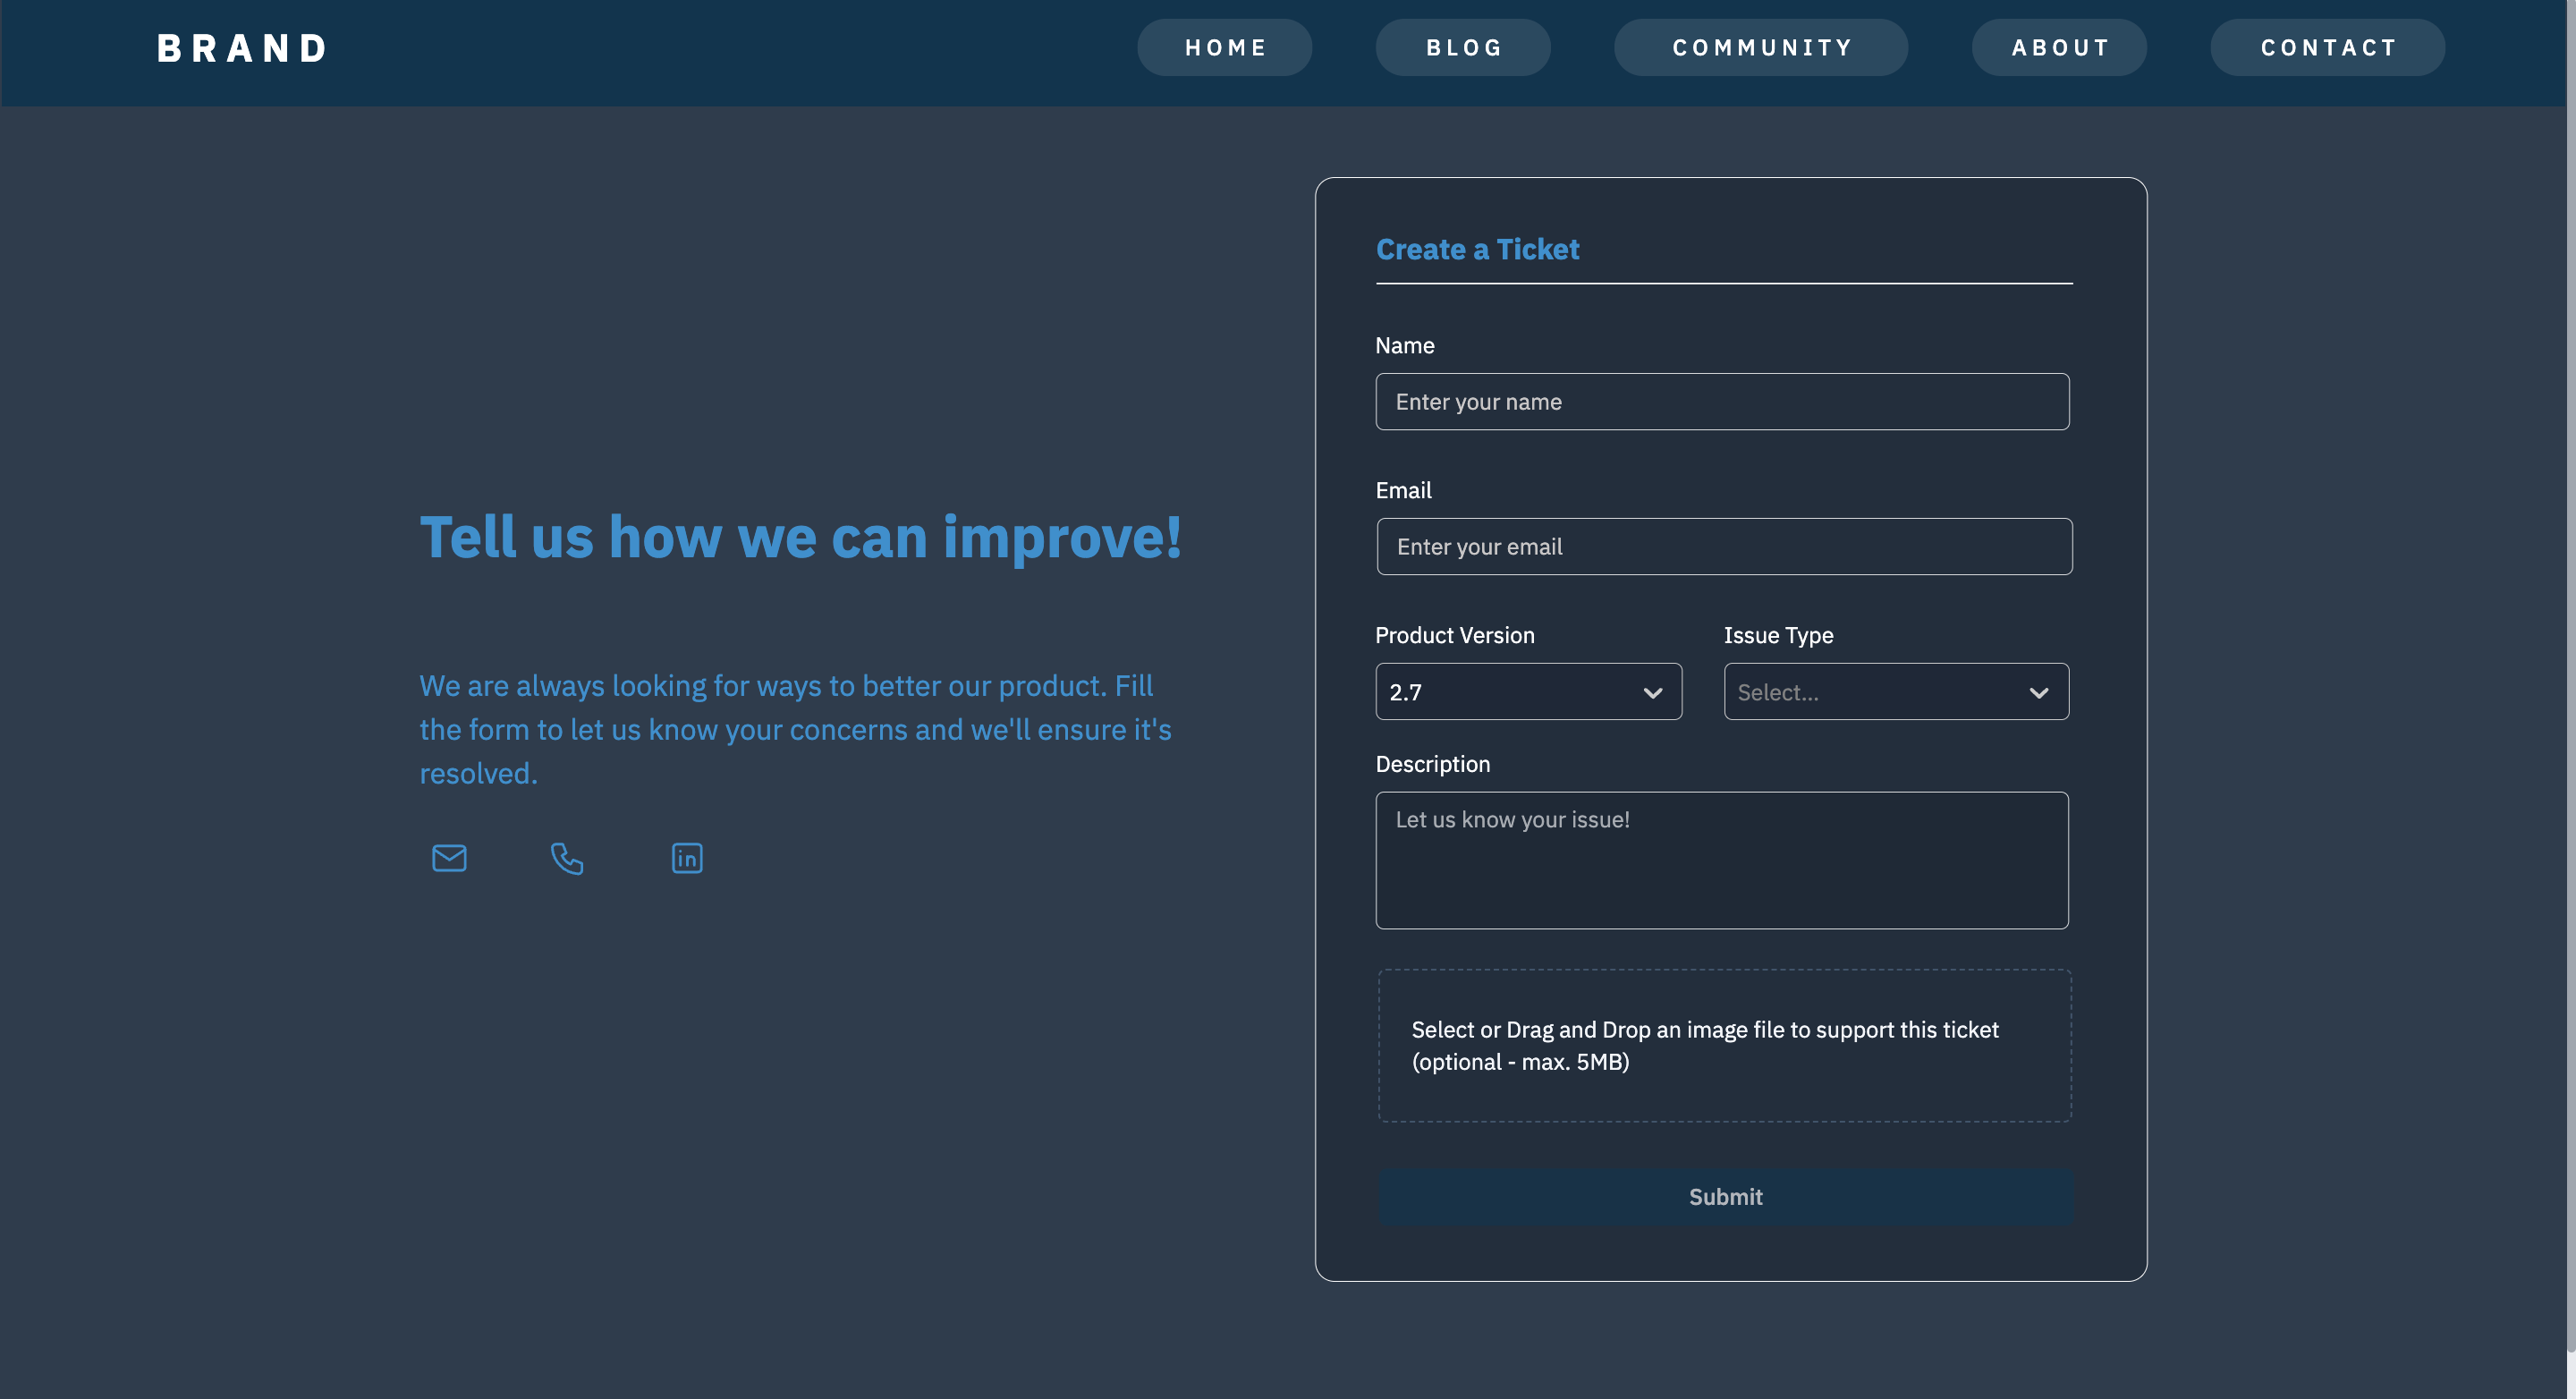 BRAND
HOME
BLOG
COMMUNITY
ABOUT
CONTACT
Tell us how we can improve!
We are always looking for ways to better our product. Fill
the form to let us know your concerns and we'll ensure it's
resolved.
in
Create a Ticket
Name
Enter your name
Email
Enter your email
Product Version
Issue Type
2.7
Select...
Description
Let us know your issue!
Select or Drag and Drop an image file to support this ticket
(optional - max. 5MB)
Submit